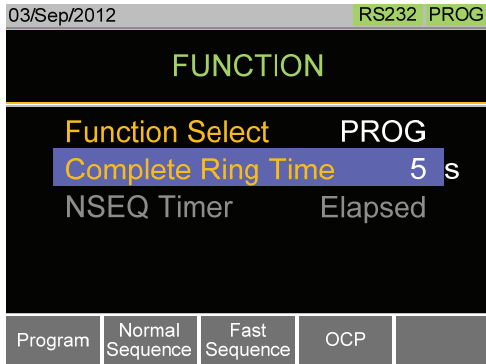 03/Sep/2012 RS232 PROG
FUNCTION
Function Select PROG
Complete Ring Time 5 s
NSEQ Timer Elapsed
Program Normal Sequence Fast Sequence OCP